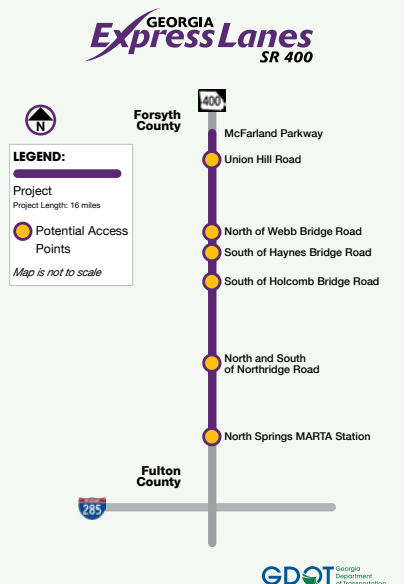 GEORGIA
Express Lanes
SR 400
400
Forsyth
County
McFarland Parkway
N
LEGEND:
Project
Project Length: 16 miles
Potential Access
Points
Map is not to scale
Union Hill Road
North of Webb Bridge Road
South of Haynes Bridge Road
South of Holcomb Bridge Road
North and South
of Northridge Road
North Springs MARTA Station
Fulton
County
285
GDOT
Georgia
Department
of Transportation